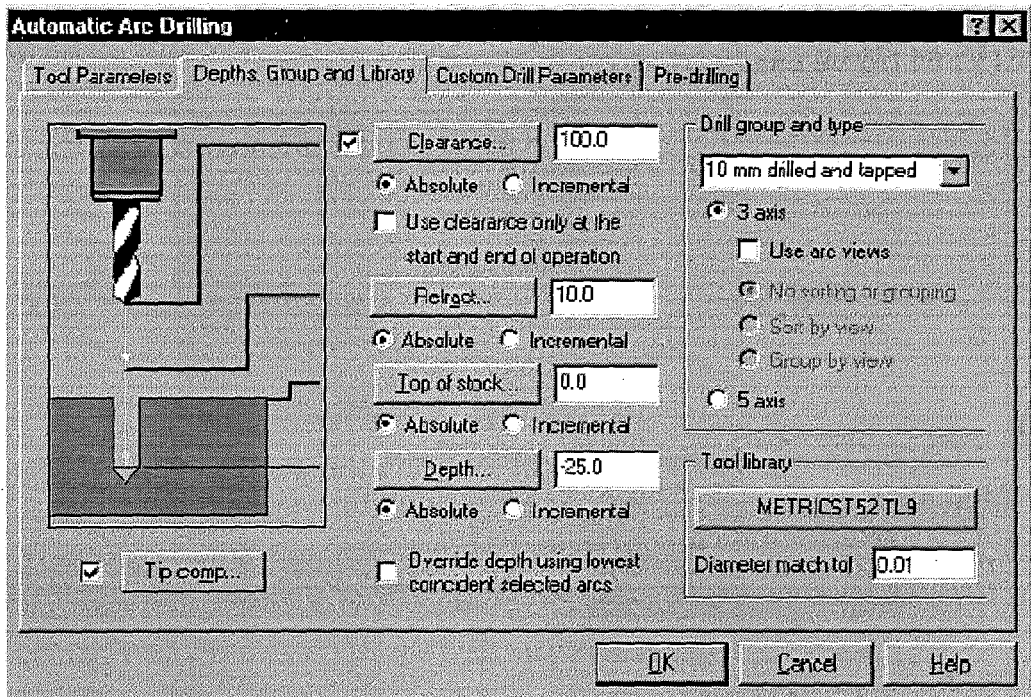 Automatic Arc Drilling
Tool Parameters
Depths, Group and Library
Custom Drill Parameters
Pre-drilling
Clearance...
100.0
Absolute
Incremental
Use clearance only at the
start and end of operation
Retract...
10.0
Absolute
Incremental
Top of stock...
0.0
Absolute
Incremental
Depth...
-25.0
Absolute
Incremental
Tip comp...
Override depth using lowest
coincident selected arcs
Drill group and type
10 mm drilled and tapped
3 axis
Use arc views
No sorting or grouping
Sort by view
Group by view
5 axis
Tool library
METRICST52.TL9
Diameter match tol
0.01
OK
Cancel
Help